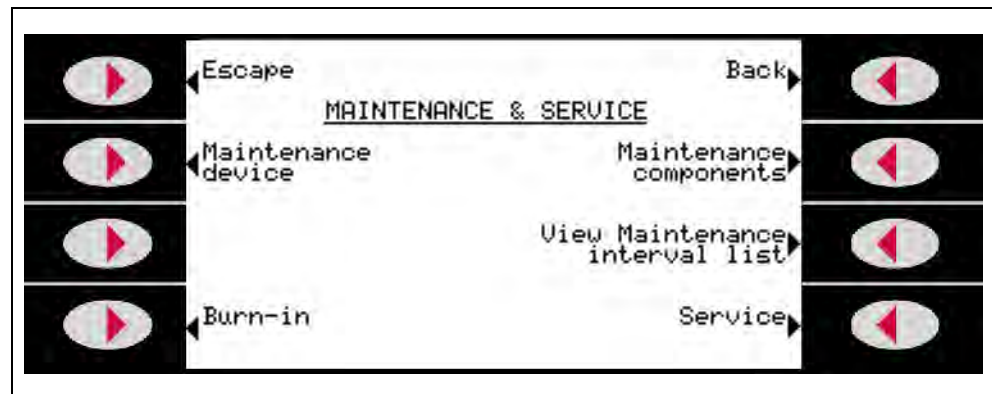 Escape
Back
MAINTENANCE & SERVICE
Maintenance
device
Maintenance
components
View Maintenance
interval list
Burn-in
Service